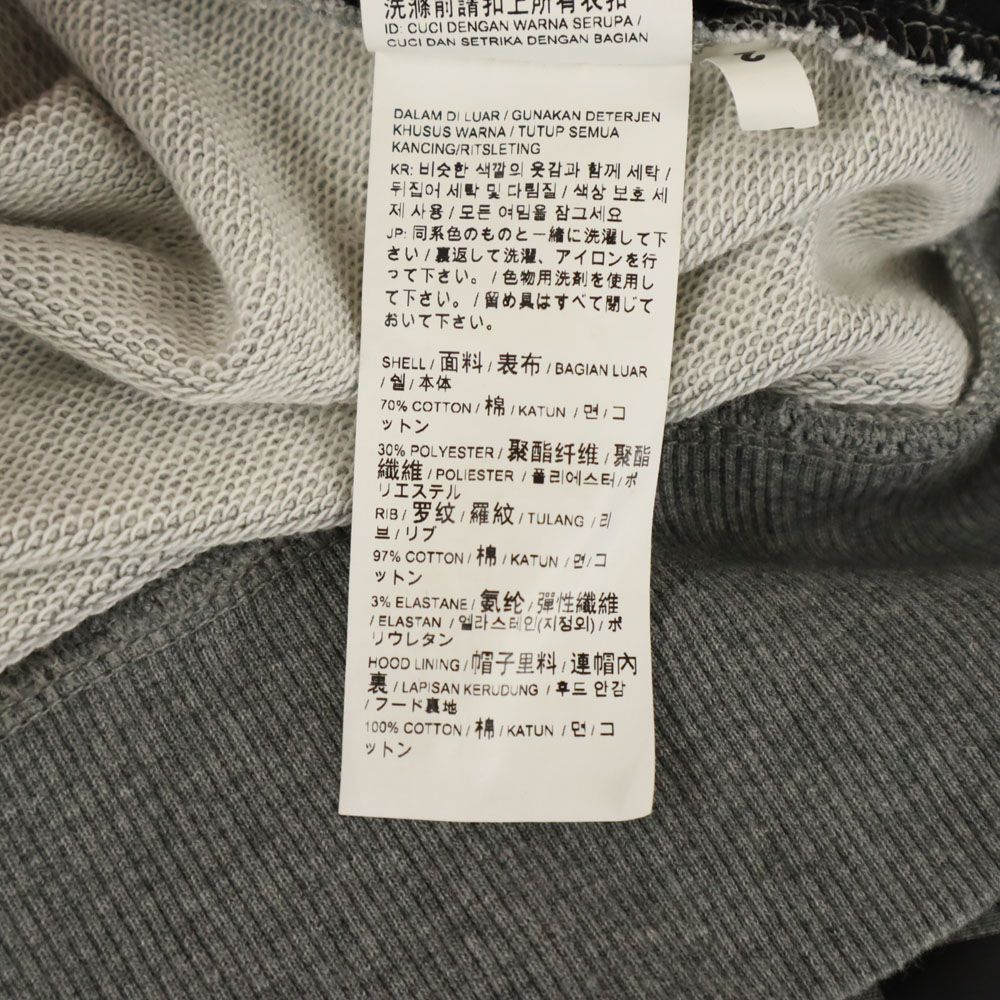 洗滌前請扣上所有衣扣
ID: CUCI DENGAN WARNA SERUPA /
CUCI DAN SETRIKA DENGAN BAGIAN
DALAM DI LUAR / GUNAKAN DETERJEN
KHUSUS WARNA / TUTUP SEMUA
KANCING/RITSLETING
KR: 비슷한 색깔의 옷감과 함께 세탁 /
뒤집어 세탁 및 다림질 / 색상 보호 세
제 사용 / 모든 여밈을 잠그세요
JP: 同系色のものと一緒に洗濯して下
さい / 裏返して洗濯、アイロンを行
って下さい。 / 色物用洗剤を使用し
て下さい。 / 留め具はすべて閉じて
おいて下さい。
SHELL / 面料 / 表布 / BAGIAN LUAR
/ 쉘 / 本体
70% COTTON / 棉 / KATUN / 면 / コ
ットン
30% POLYESTER / 聚酯纤维 / 聚酯
纖維 / POLIESTER / 폴리에스터 / ポ
リエステル
RIB / 罗纹 / 羅紋 / TULANG / 리
브 / リブ
97% COTTON / 棉 / KATUN / 면 / コ
ットン
3% ELASTANE / 氨纶 / 彈性纖維
/ ELASTAN / 엘라스테인(지정외) / ポ
リウレタン
HOOD LINING / 帽子里料 / 連帽內
裏 / LAPISAN KERUDUNG / 후드 안감
/ フード裏地
100% COTTON / 棉 / KATUN / 면 / コ
ットン